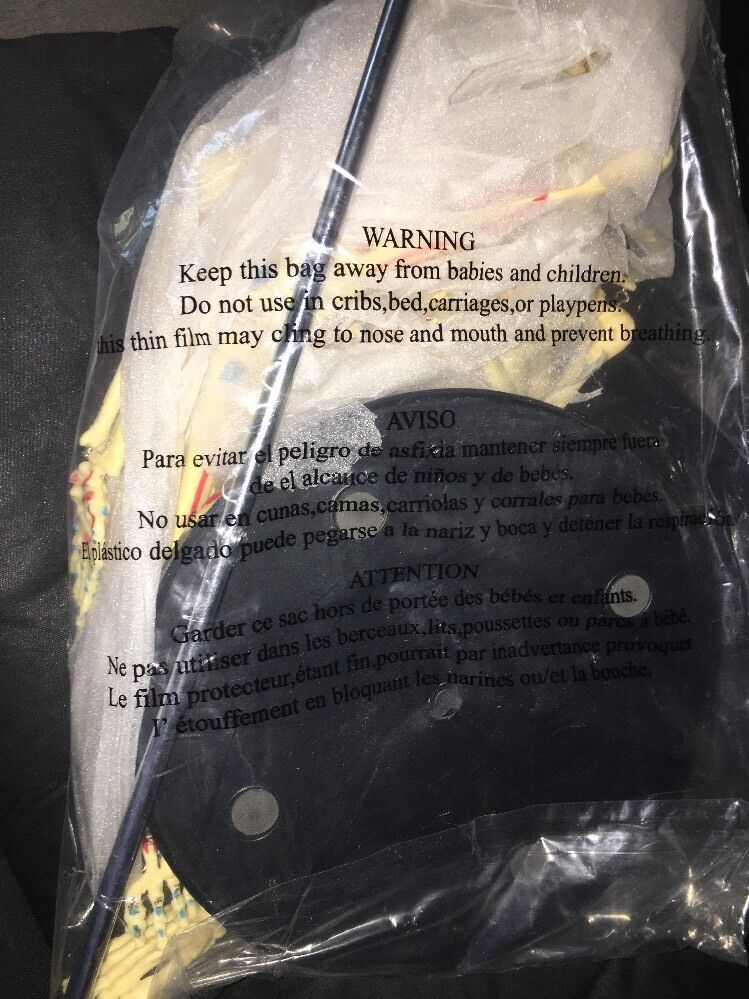 WARNING
Keep this bag away from babies and children.
Do not use in cribs,bed,carriages,or playpens.
this thin film may cling to nose and mouth and prevent breathing.
AVISO
Para evitar el peligro de asfixia mantener siempre fuera
de el alcance de niños y de bebes.
No usar en cunas,camas,carriolas y corrales para bebés.
El plástico delgado puede pegarse a la nariz y boca y detener la respiración
ATTENTION
Garder ce sac hors de portée des bébés et enfants.
Ne pas utiliser dans les berceaux,lits,poussettes ou parcs à bébé.
Le film protecteur,étant fin,pourrait par inadvertance provoquer
l' étouffement en bloquant les narines ou/et la bouche.